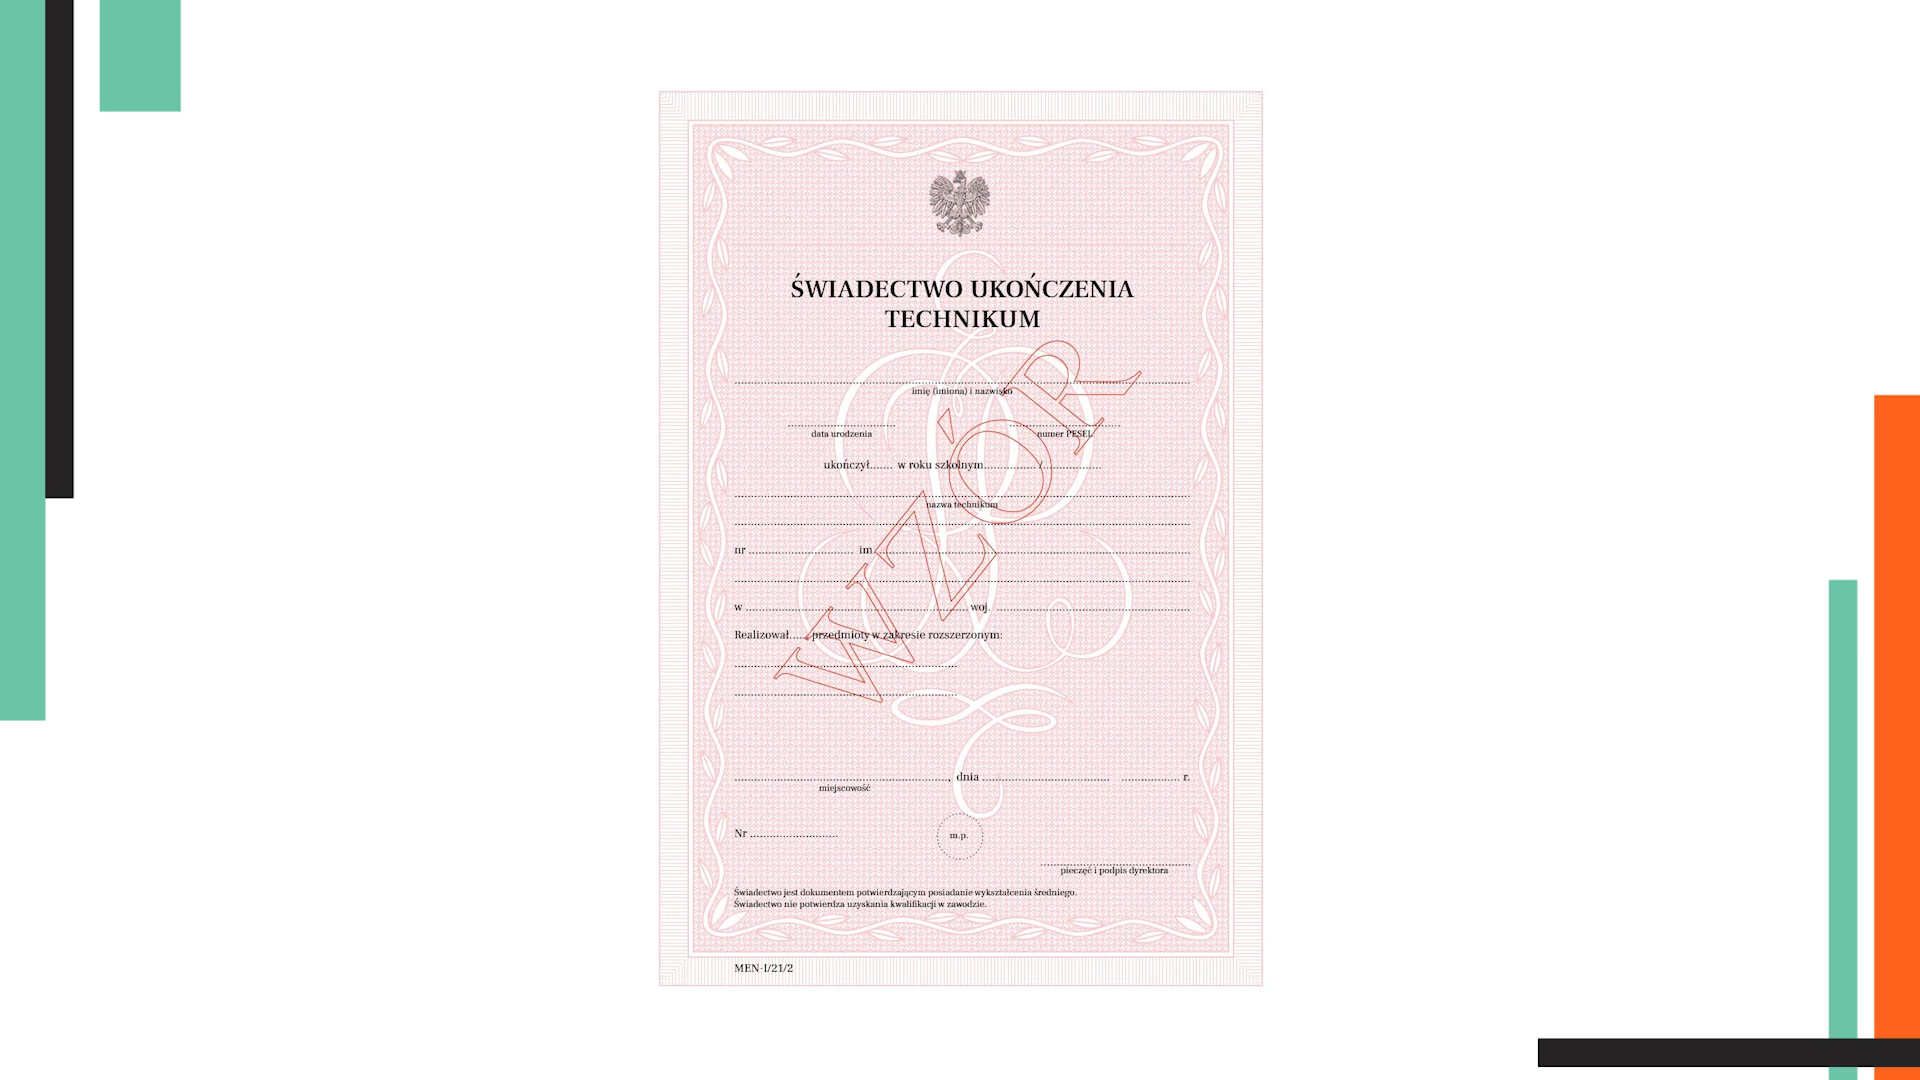 ŚWIADECTWO UKOŃCZENIA
TECHNIKUM
imię (imiona) i nazwisko
data urodzenia numer PESEL
ukończył....... w roku szkolnym................. /...................
nazwa technikum
nr .................................. im. ..................................
w .................................. woj. ..................................
Realizował...... przedmioty w zakresie rozszerzonym:
.................................., dnia .................................. .................. r.
miejscowość
Nr .............................
m.p.
pieczęć i podpis dyrektora
Świadectwo jest dokumentem potwierdzającym posiadanie wykształcenia średniego.
Świadectwo nie potwierdza uzyskania kwalifikacji w zawodzie.
MEN-I/21/2
WZÓR